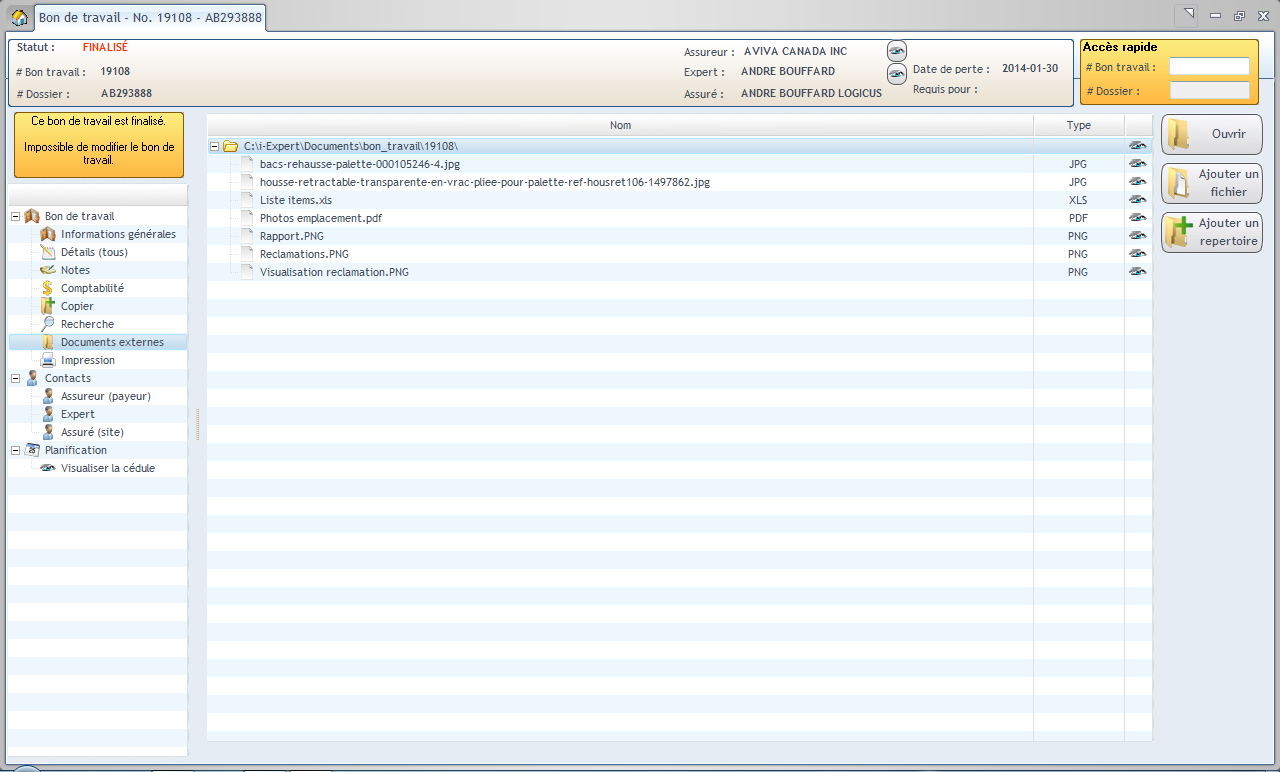 Bon de travail - No. 19108 - AB293888
Statut : FINALISÉ
# Bon travail : 19108
# Dossier : AB293888
Assureur : AVIVA CANADA INC
Expert : ANDRE BOUFFARD
Assuré : ANDRE BOUFFARD LOGICUS
Date de perte : 2014-01-30
Requis pour :
Accès rapide
# Bon travail :
# Dossier :
Ce bon de travail est finalisé.
Impossible de modifier le bon de
travail.
Bon de travail
Informations générales
Détails (tous)
Notes
Comptabilité
Copier
Recherche
Documents externes
Impression
Contacts
Assureur (payeur)
Expert
Assuré (site)
Planification
Visualiser la cédule
Nom Type
C:\i-Expert\Documents\bon_travail\19108\
bacs-rehausse-palette-000105246-4.jpg JPG
housse-retractable-transparente-en-vrac-pliee-pour-palette-ref-housret106-1497862.jpg JPG
Liste items.xls XLS
Photos emplacement.pdf PDF
Rapport.PNG PNG
Reclamations.PNG PNG
Visualisation reclamation.PNG PNG
Ouvrir
Ajouter un
fichier
Ajouter un
repertoire